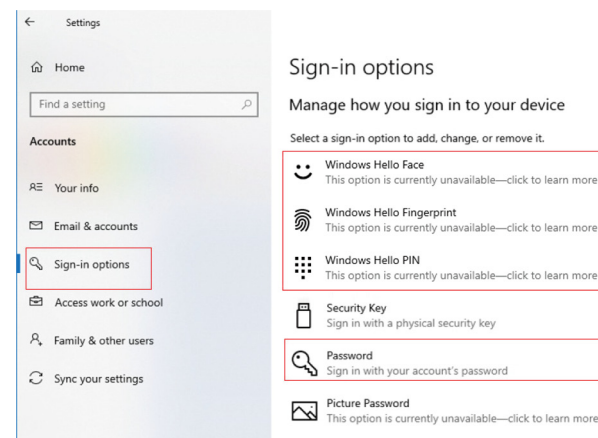 Settings
Home
Find a setting
Accounts
Your info
Email & accounts
Sign-in options
Access work or school
Family & other users
Sync your settings
Sign-in options
Manage how you sign in to your device
Select a sign-in option to add, change, or remove it.
Windows Hello Face
This option is currently unavailable—click to learn more
Windows Hello Fingerprint
This option is currently unavailable—click to learn more
Windows Hello PIN
This option is currently unavailable—click to learn more
Security Key
Sign in with a physical security key
Password
Sign in with your account's password
Picture Password
This option is currently unavailable—click to learn more